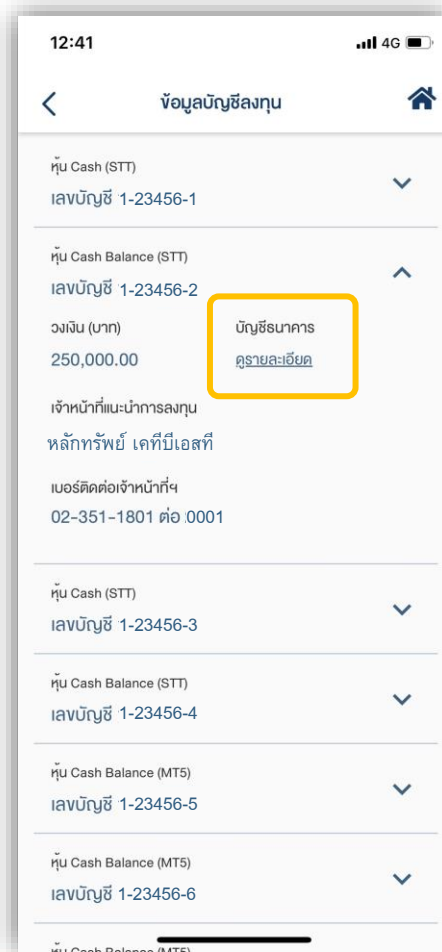 12:41
4G
ข้อมูลบัญชีลงทุน
หุ้น Cash (STT)
เลขบัญชี 1-23456-1
หุ้น Cash Balance (STT)
เลขบัญชี 1-23456-2
วงเงิน (บาท) บัญชีธนาคาร
250,000.00 ดูรายละเอียด
เจ้าหน้าที่แนะนำการลงทุน
หลักทรัพย์ เคทีบีเอสที
เบอร์ติดต่อเจ้าหน้าที่ฯ
02-351-1801 ต่อ 0001
หุ้น Cash (STT)
เลขบัญชี 1-23456-3
หุ้น Cash Balance (STT)
เลขบัญชี 1-23456-4
หุ้น Cash Balance (MT5)
เลขบัญชี 1-23456-5
หุ้น Cash Balance (MT5)
เลขบัญชี 1-23456-6
หุ้น Cash Balance (MT5)